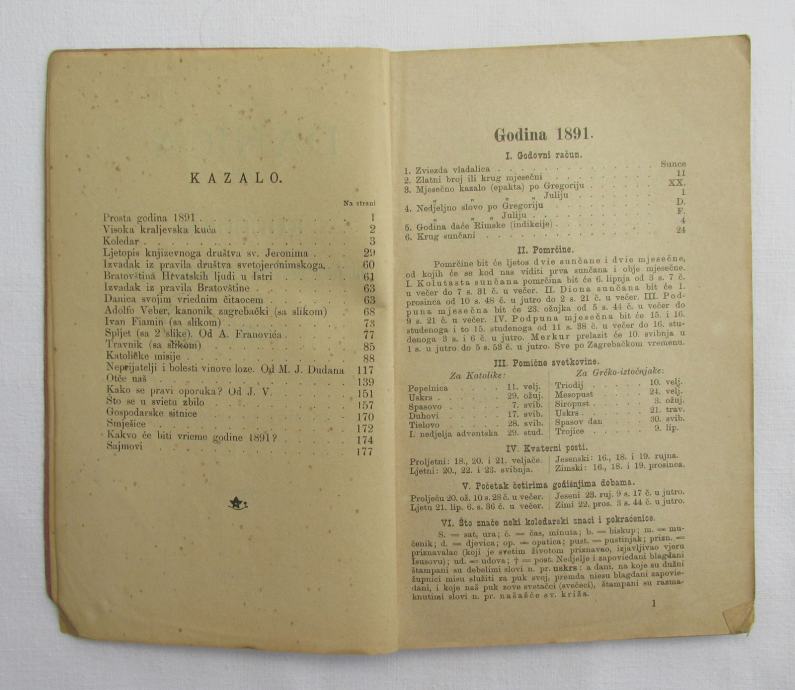 KAZALO.
Na strani
Prosta godina 1891 . . . . . . . . 1
Visoka kraljevska kuća . . . . . . . 2
Koledar . . . . . . . . . . 3
Ljetopis književnoga društva sv. Jeronima . . . . 29
Izvadak iz pravila društva svetojeronimskoga. . . . 60
Bratovština Hrvatskih ljudi u Istri . . . . . 61
Izvadak iz pravila Bratovštine . . . . . . 63
Danica svojim vriednim čitaocem . . . . . 63
Adolfo Veber, kanonik zagrebački (sa slikom) . . . 68
Ivan Fiamin (sa slikom) . . . . . . . 73
Spljet (sa 2 slike). Od A. Franovića . . . . . 77
Travnik (sa slikom) . . . . . . . 85
Katoličke misije . . . . . . . . 88
Neprijatelji i bolesti vinove loze. Od M. J. Dudana . 117
Otče naš . . . . . . . . . 139
Kako se pravi oporuka? Od J. V. . . . . . 151
Što se u svietu zbilo . . . . . . . 157
Gospodarske sitnice . . . . . . . 170
Smješice . . . . . . . . . 172
Kakvo će biti vrieme godine 1891? . . . . . 174
Sajmovi . . . . . . . . . 177
Godina 1891.
I. Godovni račun.
1. Zviezda vladalica . . . . . . . Sunce
2. Zlatni broj ili krug mjesečni . . . . . 11
3. Mjesečno kazalo (epakta) po Gregoriju . . . . XX.
„ „ „ Juliju . . . . 1
4. Nedjeljno slovo po Gregoriju . . . . . D.
„ „ „ Juliju . . . . . F.
5. Godina daće Rimske (indikcije) . . . . . 4
6. Krug sunčani . . . . . . . . 24
II. Pomrčine.
Pomrčine bit će ljetos dvie sunčane i dvie mjesečne,
od kojih će se kod nas viditi prva sunčana i obje mjesečne.
I. Kolutasta sunčana pomrčina bit će 6. lipnja od 3 s. 7 č.
u večer do 7 s. 31 č. u večer. II. Diona sunčana bit će 1.
prosinca od 10 s. 48 č. u jutro do 2 s. 21 č. u večer. III. Pod-
puna mjesečna bit će 23. ožujka od 5 s. 44 č. u večer do
9 s. 21 č. u večer. IV. Podpuna mjesečna bit će 15. i 16.
studenoga i to 15. studenoga od 11 s. 38 č. u večer do 16. stu-
denoga 3 s. i 6 č. u jutro. Merkur prelazit će 10. svibnja u
1 s. u jutro do 5 s. 53 č. u jutro. Sve po Zagrebačkom vremenu.
III. Pomične svetkovine.
Za Katolike:
Pepelnica . . . . 11. velj.
Uskrs . . . . . 29. ožuj.
Spasovo . . . . 7. svib.
Duhovi . . . . 17. svib.
Tielovo . . . . 28. svib.
I. nedjelja adventska 29. stud.
Za Grčko-iztočnjake:
Triodij . . . . . 10. velj.
Mesopust . . . . 24. velj.
Siropust . . . . 3. ožuj.
Uskrs . . . . . 21. trav.
Spasov dan . . . 30. svib.
Trojice . . . . 9. lip.
IV. Kvaterni posti.
Proljetni: 18., 20. i 21. veljače.
Ljetni: 20., 22. i 23. svibnja.
Jesenski: 16., 18. i 19. rujna.
Zimski: 16., 18. i 19. prosinca.
V. Početak četirima godišnjima dobama.
Prolječu 20. ož. 10 s. 28 č. u večer.
Ljetu 21. lip. 6 s. 36 č. u večer.
Jeseni 23. ruj. 9 s. 17 č. u jutro.
Zimi 22. pros. 3 s. 44 č. u jutro.
VI. Što znače neki koledarski znaci i pokraćenice.
S. = sat, ura; č. = čas, minuta; b. = biskup; m. = mu-
čenik; d. = djevica; op. = opatica; pust. = pustinjak; prizn. =
priznavalac (koji je svetim životom priznavao, izjavljivao vjeru
Isusovu); ud. = udova; † = post. Nedjelje i zapoviedani blagdani
štampani su debelimi slovi n. pr. uskrs: a dani, na koje su dužni
župnici misu služiti za puk svoj, premda niesu blagdani zapovie-
dani, i koje naš puk zove svetačci (svečeci), štampani su razma-
knutimi slovi n. pr. našašće sv. križa.
1